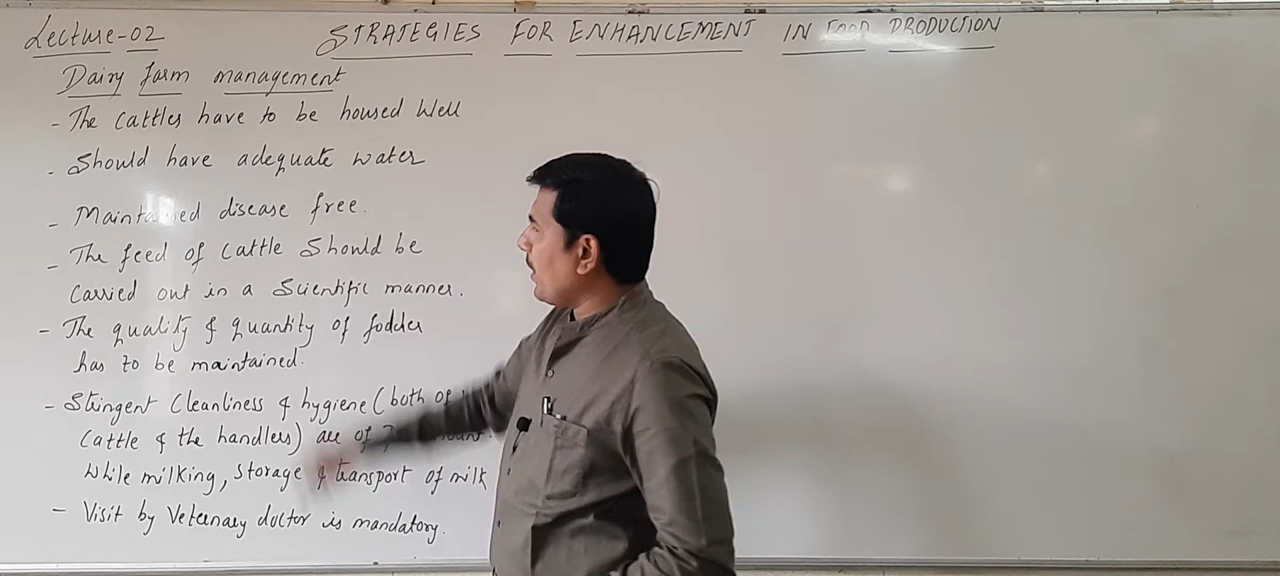 Lecture-02
STRATEGIES FOR ENHANCEMENT IN FOOD PRODUCTION
Dairy farm management
- The cattles have to be housed well
- Should have adequate water
- Maintained disease free.
- The feed of cattle should be
carried out in a scientific manner.
- The quality & quantity of fodder
has to be maintained.
- Stringent cleanliness & hygiene (both of
cattle & the handlers) are of
while milking, storage & transport of milk
- Visit by Veternary doctor is mandatory.